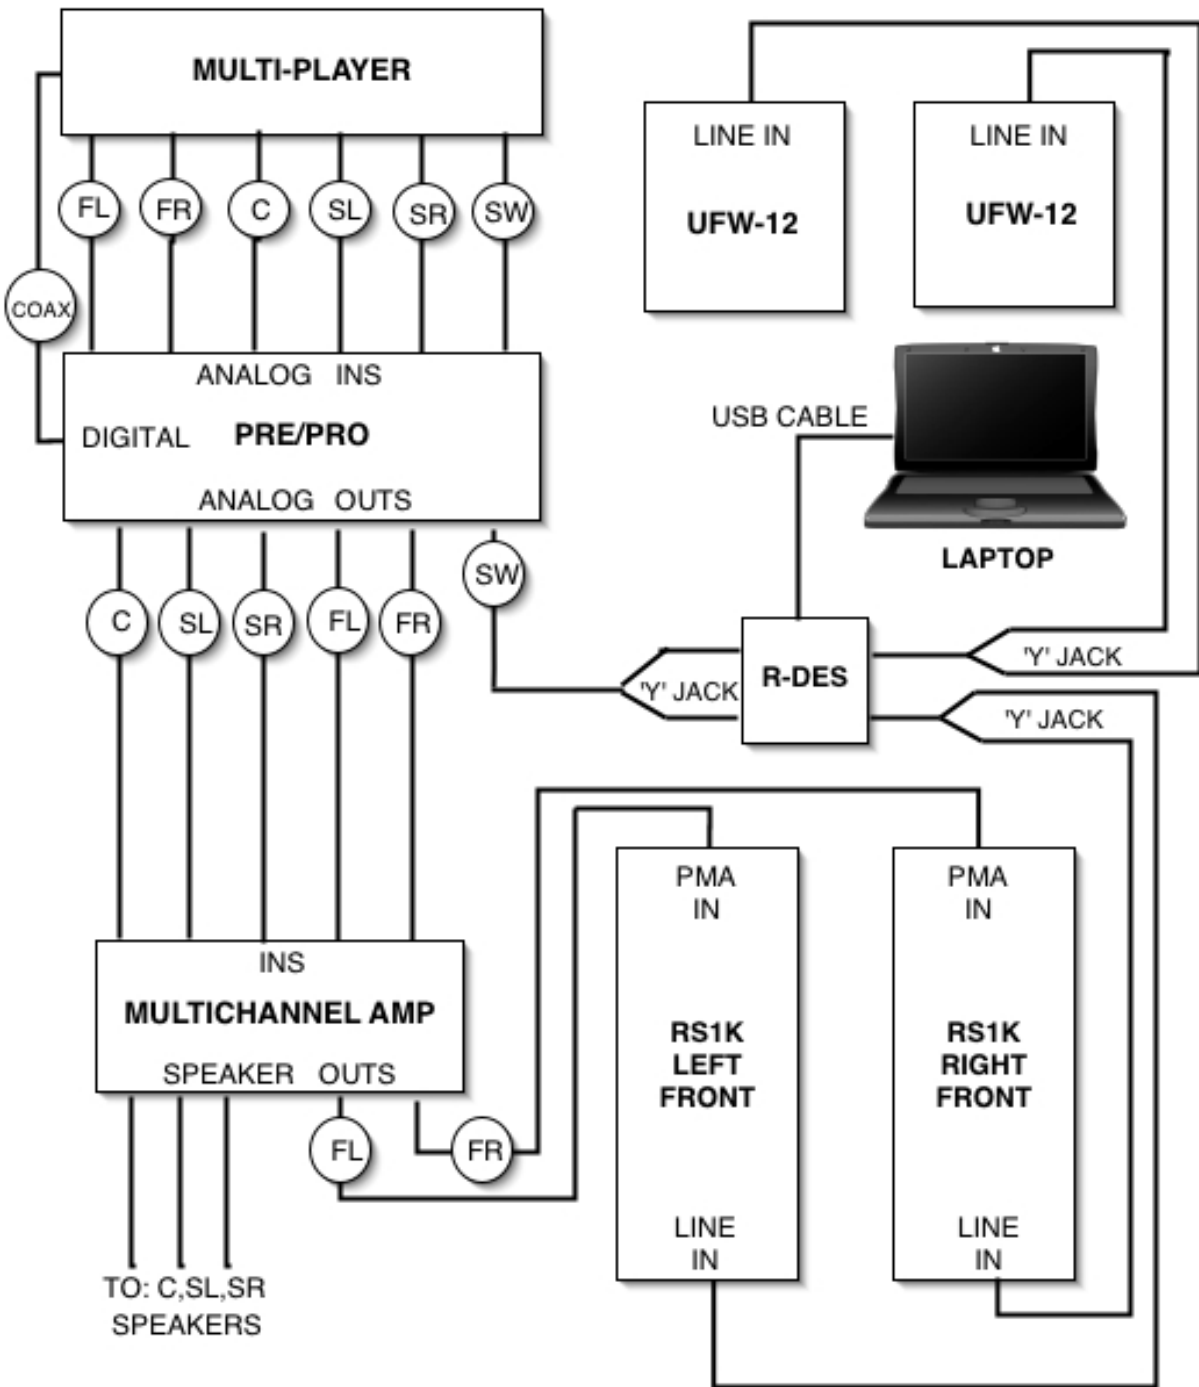 MULTI-PLAYER
FL FR C SL SR SW
COAX
ANALOG INS
DIGITAL PRE/PRO
ANALOG OUTS
C SL SR FL FR SW
LINE IN
UFW-12
LINE IN
UFW-12
USB CABLE
LAPTOP
'Y' JACK
R-DES
'Y' JACK
'Y' JACK
INS
MULTICHANNEL AMP
SPEAKER OUTS
FL FR
TO: C,SL,SR
SPEAKERS
PMA
IN
RS1K
LEFT
FRONT
LINE
IN
PMA
IN
RS1K
RIGHT
FRONT
LINE
IN